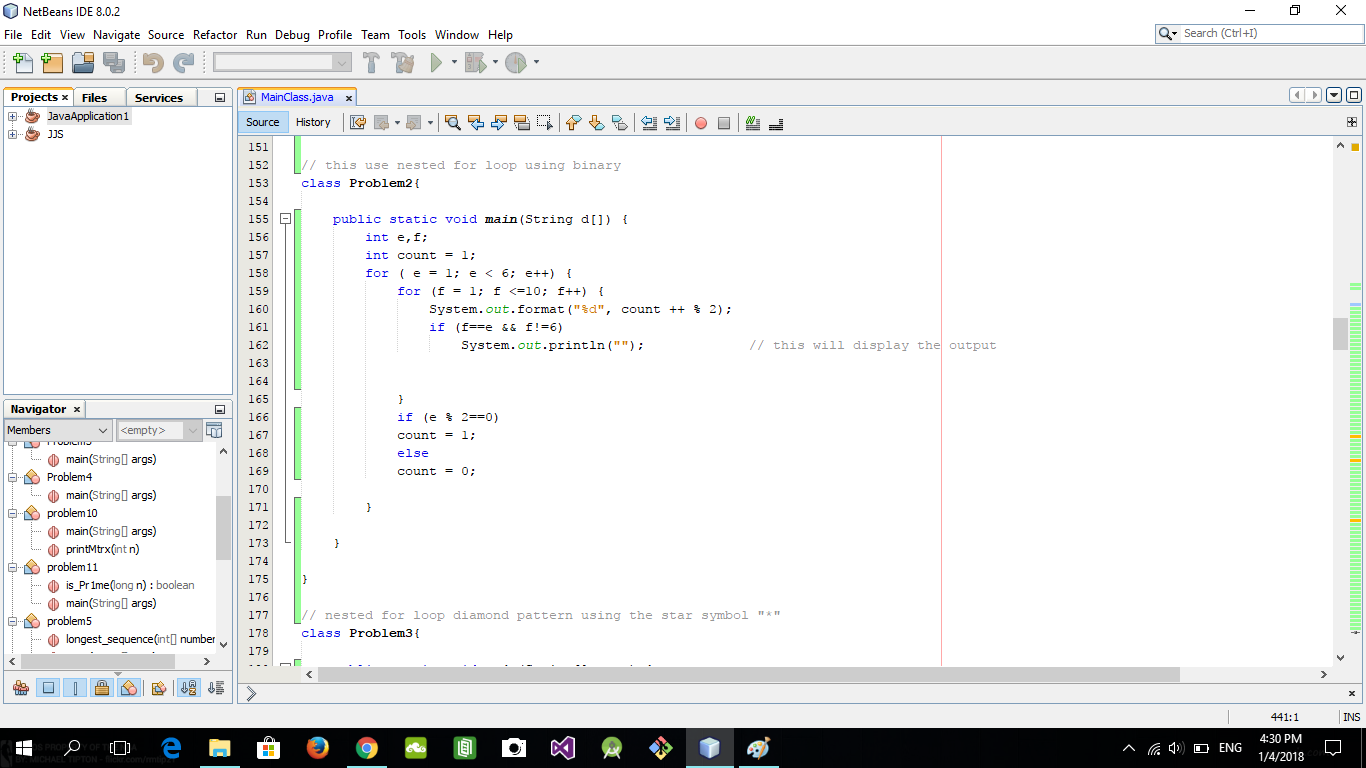 NetBeans IDE 8.0.2
File Edit View Navigate Source Refactor Run Debug Profile Team Tools Window Help
Search (Ctrl+I)
Projects × Files Services
JavaApplication1
JJS
MainClass.java ×
Source History
151
152 // this use nested for loop using binary
153 class Problem2{
154
155 public static void main(String d[]) {
156 int e,f;
157 int count = 1;
158 for ( e = 1; e < 6; e++) {
159 for (f = 1; f <=10; f++) {
160 System.out.format("%d", count ++ % 2);
161 if (f==e && f!=6)
162 System.out.println(""); // this will display the output
163
164
165 }
166 if (e % 2==0)
167 count = 1;
168 else
169 count = 0;
170
171 }
172
173 }
174
175 }
176
177 // nested for loop diamond pattern using the star symbol "*"
178 class Problem3{
179
Navigator ×
Members <empty>
main(String[] args)
Problem4
main(String[] args)
problem10
main(String[] args)
printMtrx(int n)
problem11
is_Pr1me(long n) : boolean
main(String[] args)
problem5
longest_sequence(int[] number
441:1 INS
ENG
4:30 PM
1/4/2018